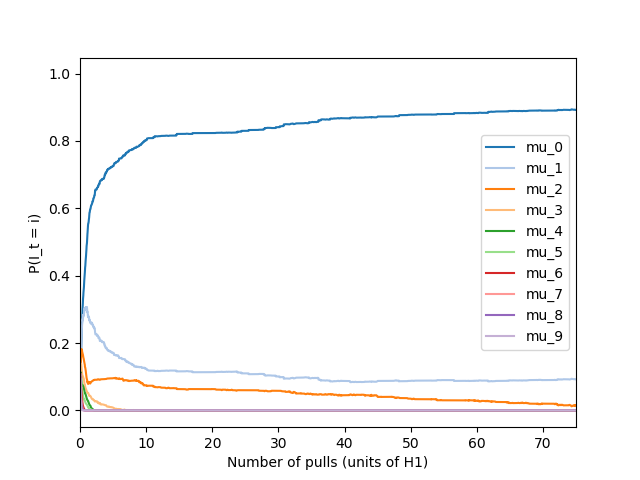 1.0
0.8
0.6
0.4
0.2
0.0
P(I_t = i)
mu_0
mu_1
mu_2
mu_3
mu_4
mu_5
mu_6
mu_7
mu_8
mu_9
0 10 20 30 40 50 60 70
Number of pulls (units of H1)